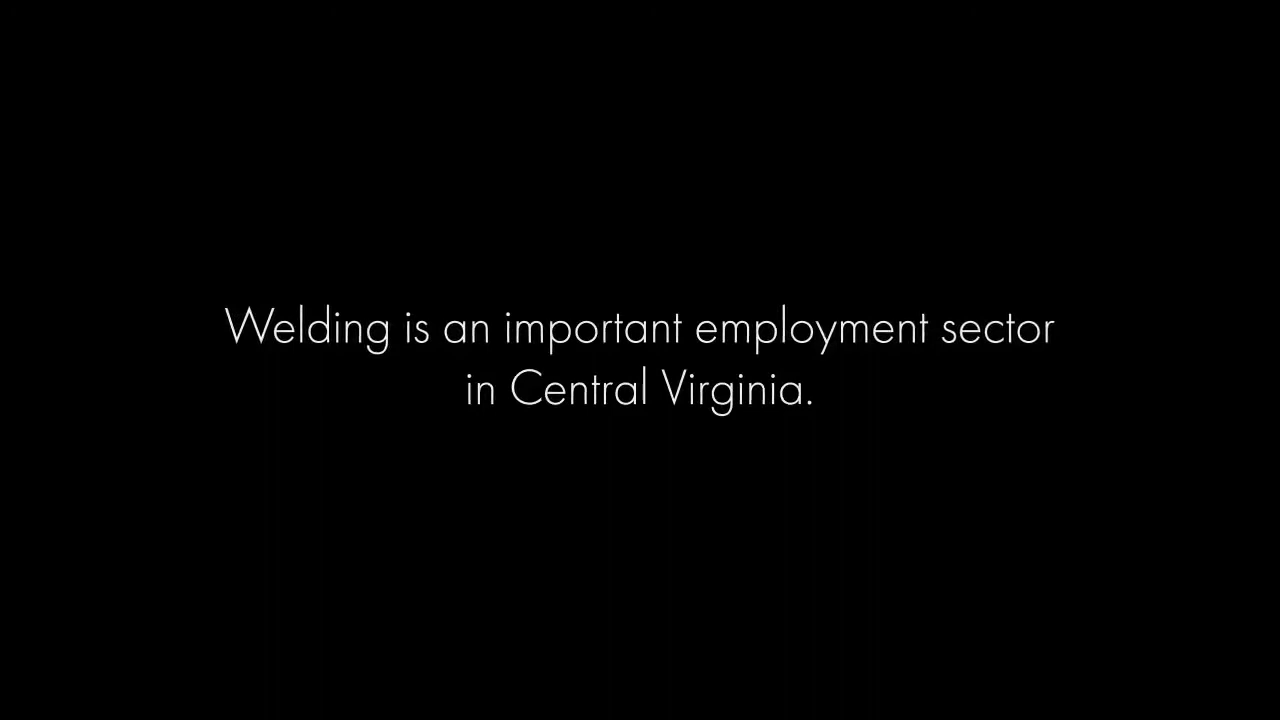 Welding is an important employment sector
in Central Virginia.